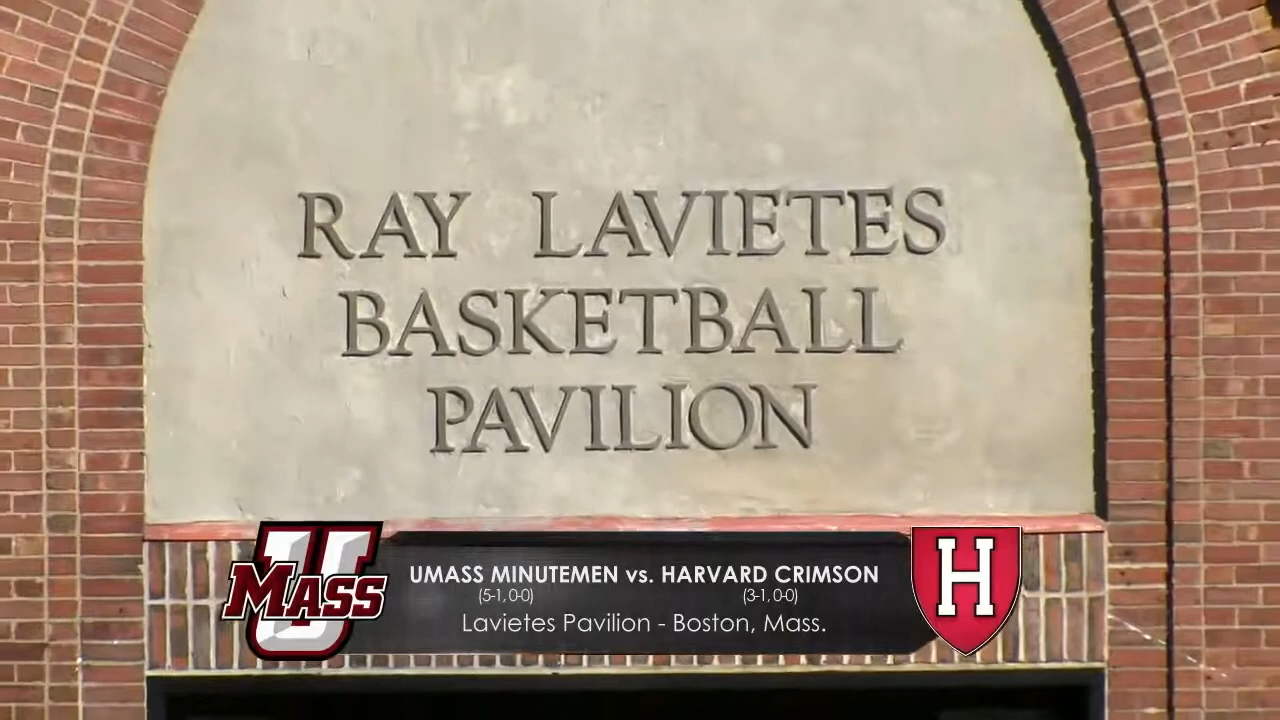 RAY LAVIETES
BASKETBALL
PAVILION
U
MASS
UMASS MINUTEMEN vs. HARVARD CRIMSON
(5-1, 0-0) (3-1, 0-0)
Lavietes Pavilion - Boston, Mass.
H